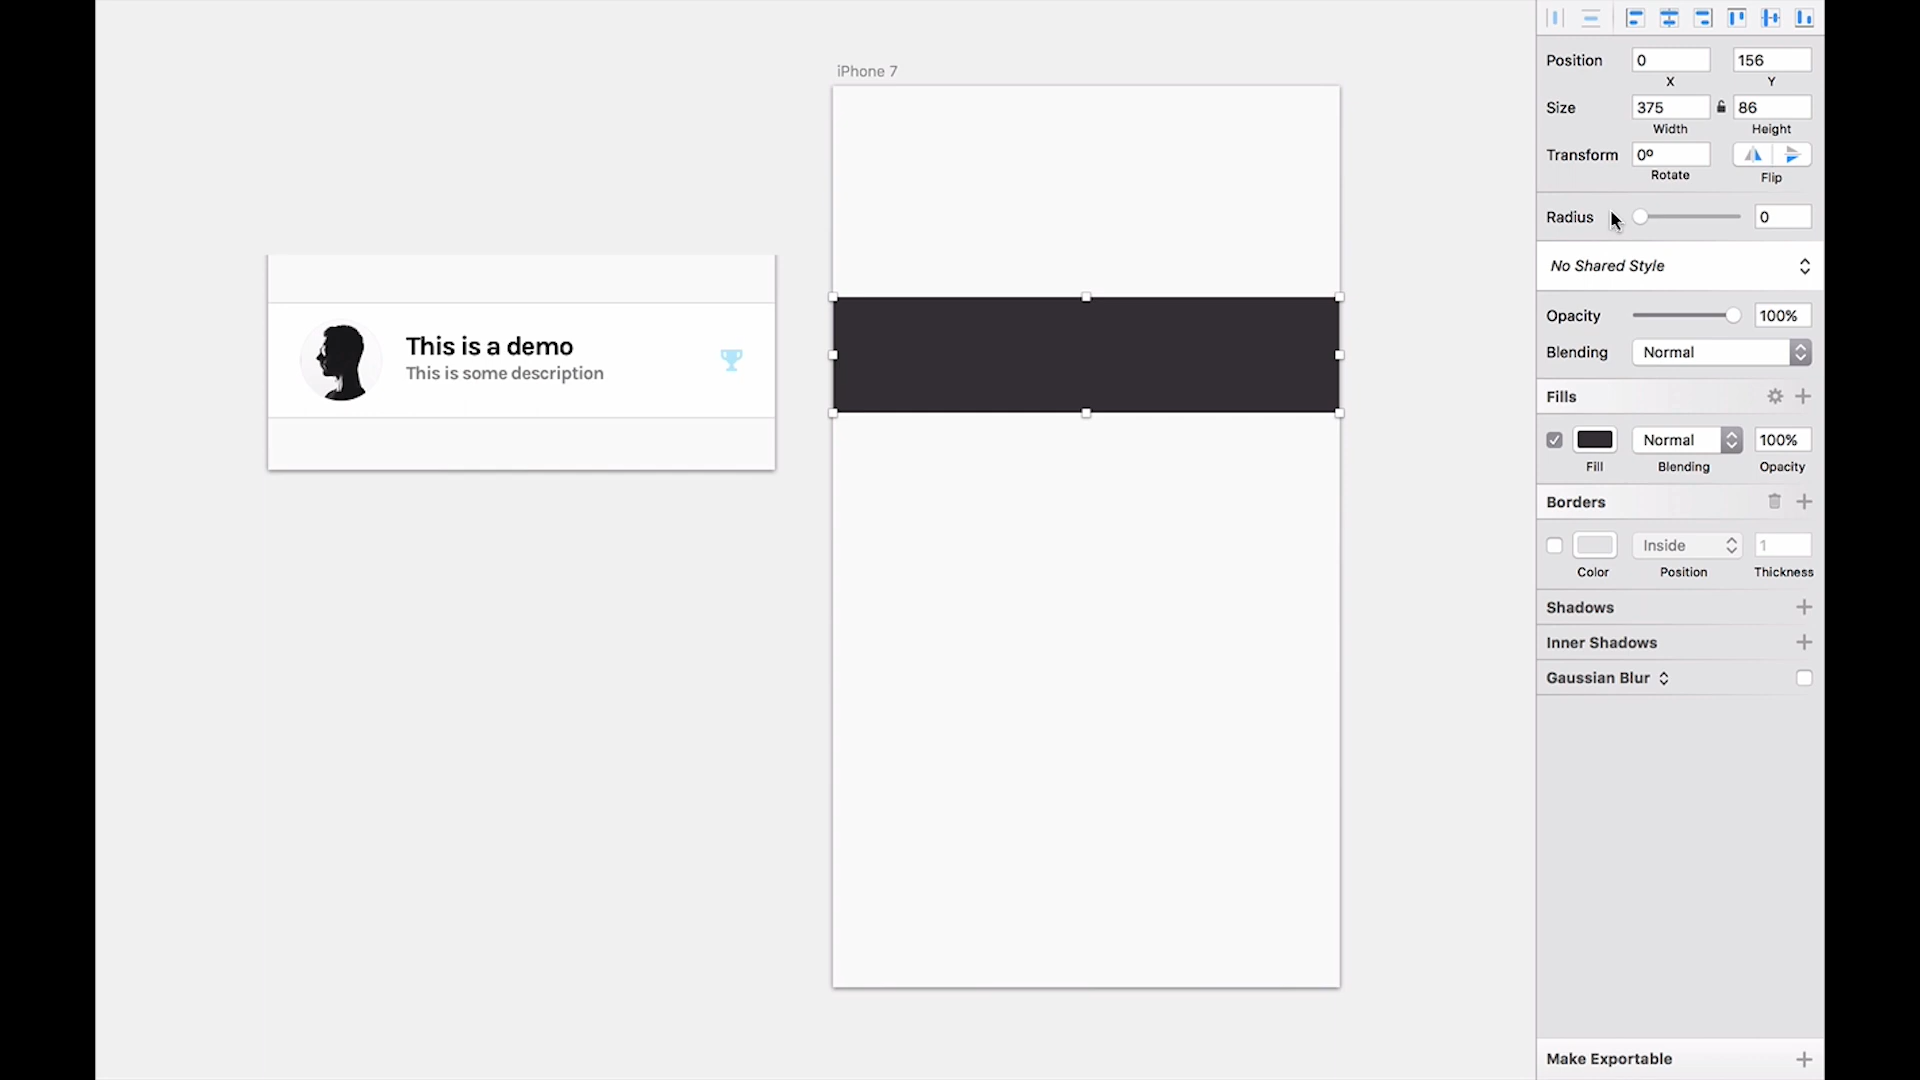 iPhone 7
This is a demo
This is some description
Position 0 156
X Y
Size 375 86
Width Height
Transform 0º
Rotate Flip
Radius 0
No Shared Style
Opacity 100%
Blending Normal
Fills
Normal 100%
Fill Blending Opacity
Borders
Inside 1
Color Position Thickness
Shadows
Inner Shadows
Gaussian Blur
Make Exportable